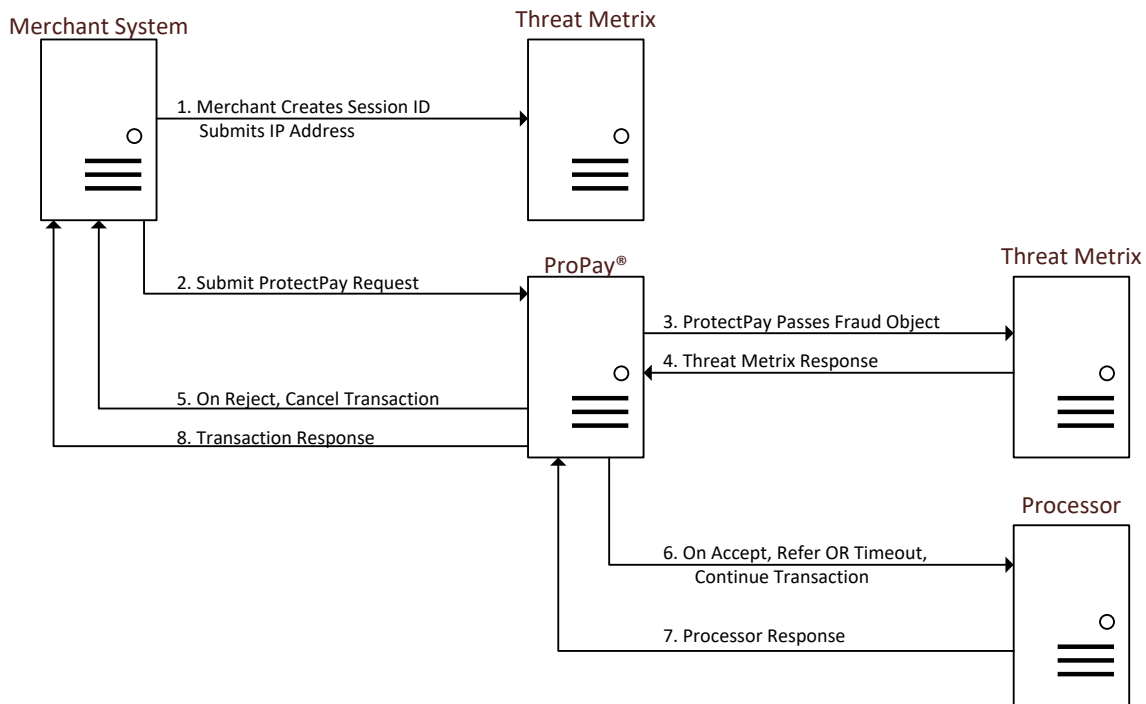 Merchant System
Threat Metrix
1. Merchant Creates Session ID
Submits IP Address
ProPay®
Threat Metrix
2. Submit ProtectPay Request
3. ProtectPay Passes Fraud Object
4. Threat Metrix Response
5. On Reject, Cancel Transaction
8. Transaction Response
Processor
6. On Accept, Refer OR Timeout,
Continue Transaction
7. Processor Response